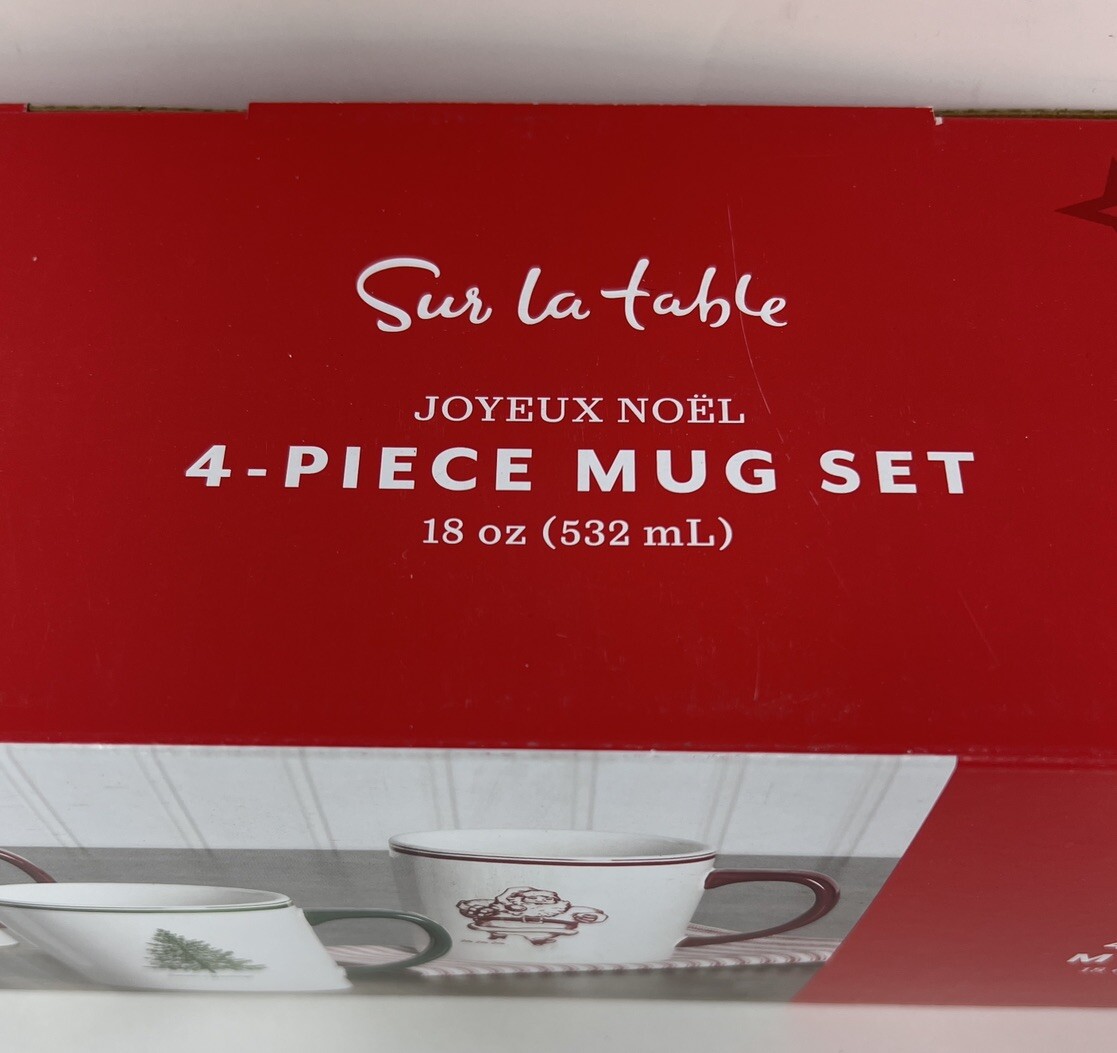 Sur la table
JOYEUX NOËL
4-PIECE MUG SET
18 oz (532 mL)